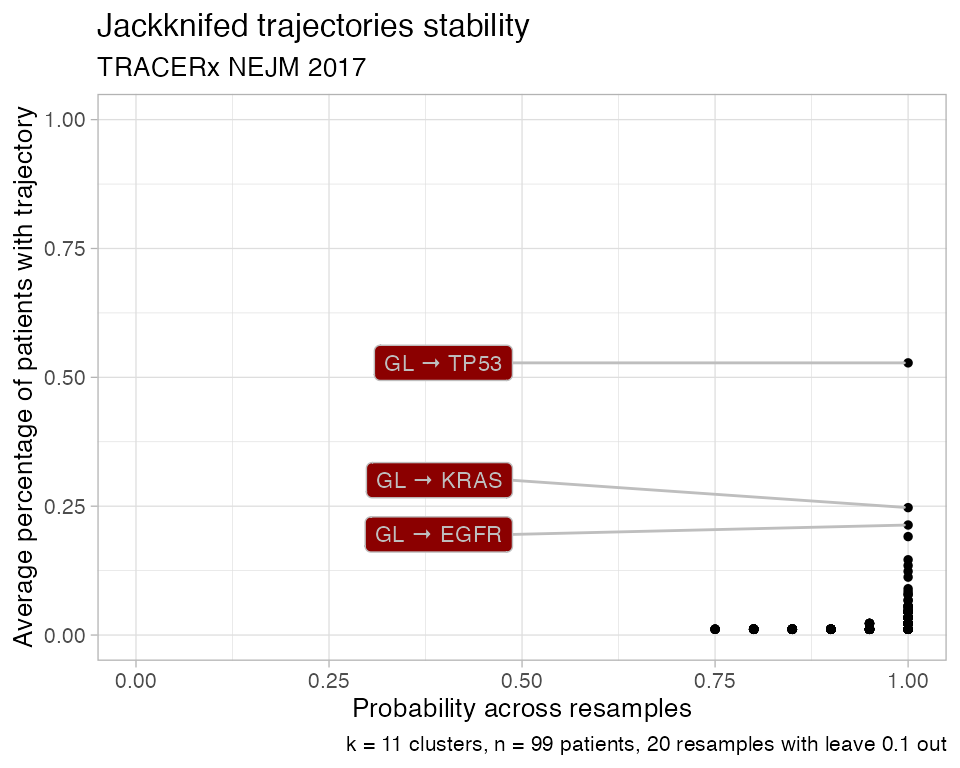 Jackknifed trajectories stability
TRACERx NEJM 2017
Average percentage of patients with trajectory
1.00
0.75
0.50
0.25
0.00
GL → TP53
GL → KRAS
GL → EGFR
0.00 0.25 0.50 0.75 1.00
Probability across resamples
k = 11 clusters, n = 99 patients, 20 resamples with leave 0.1 out